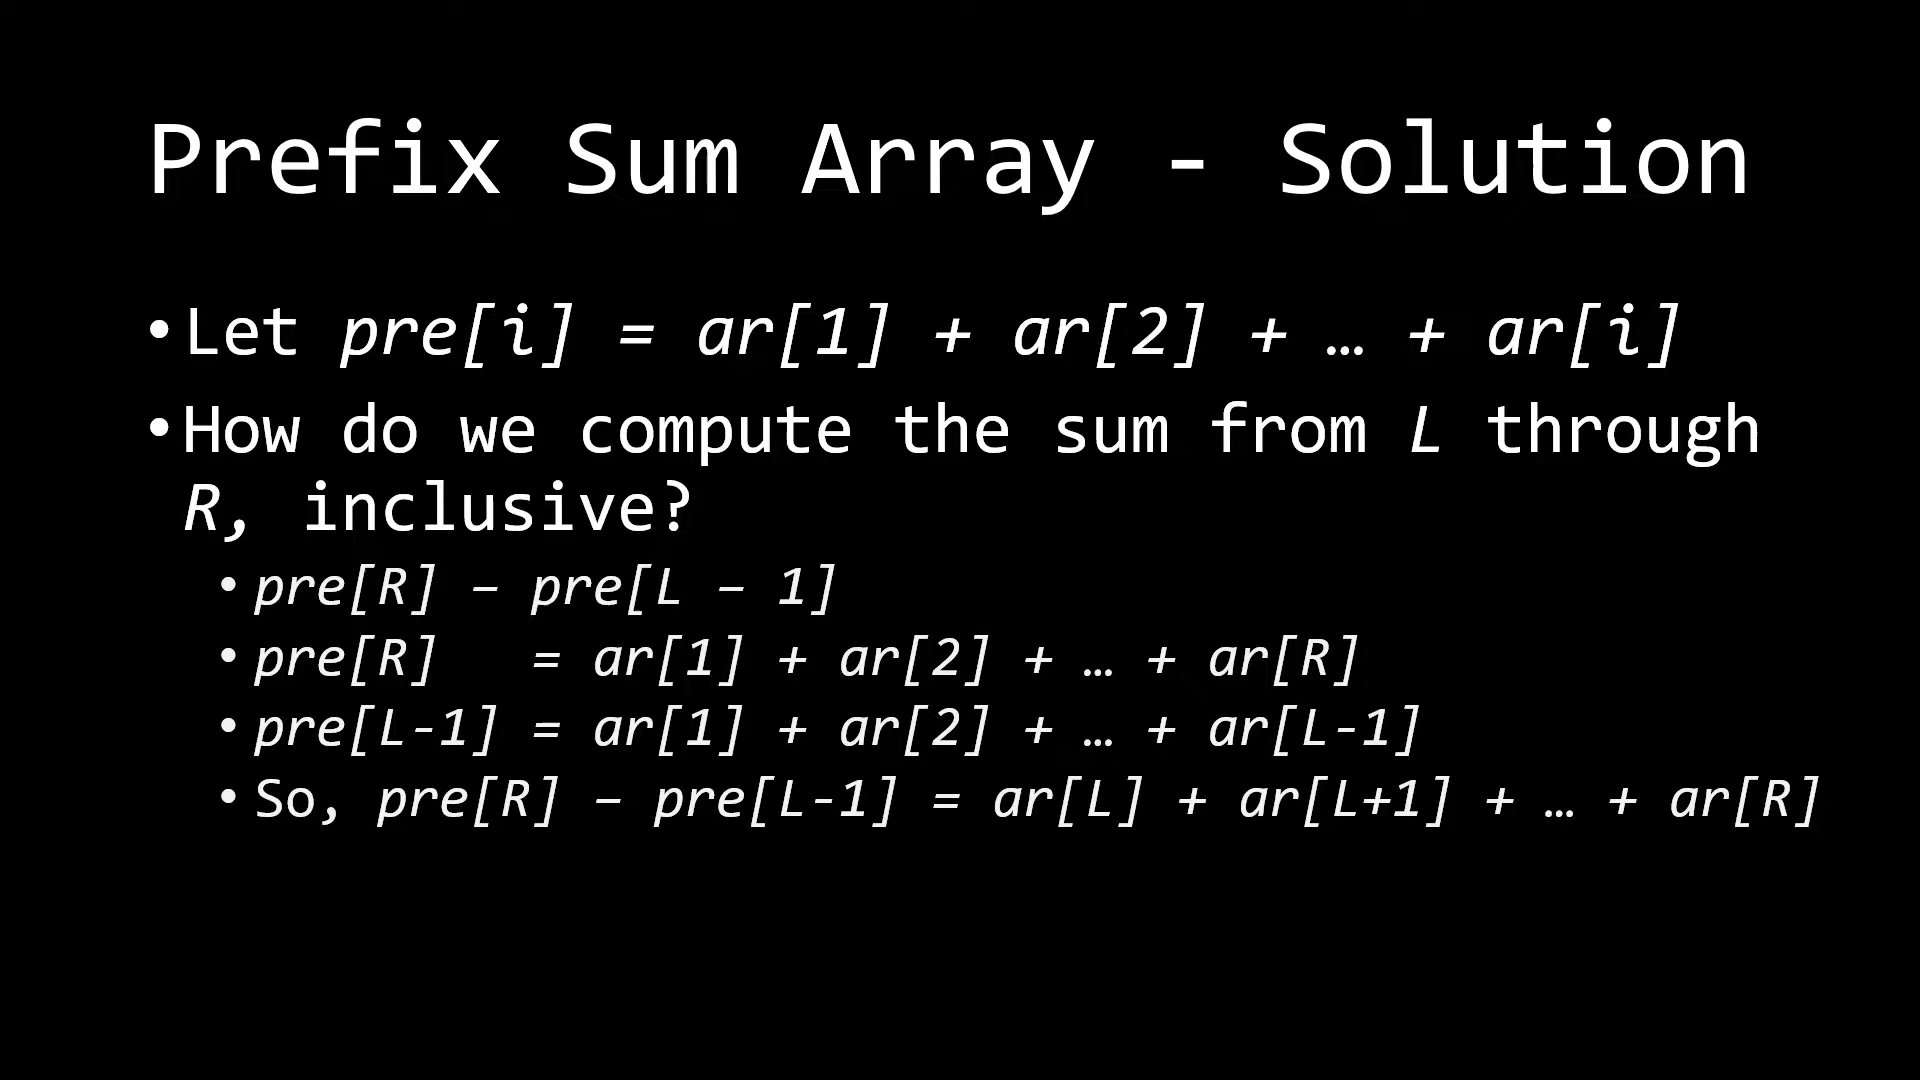 Prefix Sum Array - Solution
•Let pre[i] = ar[1] + ar[2] + … + ar[i]
•How do we compute the sum from L through
R, inclusive?
•pre[R] – pre[L – 1]
•pre[R] = ar[1] + ar[2] + … + ar[R]
•pre[L-1] = ar[1] + ar[2] + … + ar[L-1]
•So, pre[R] – pre[L-1] = ar[L] + ar[L+1] + … + ar[R]